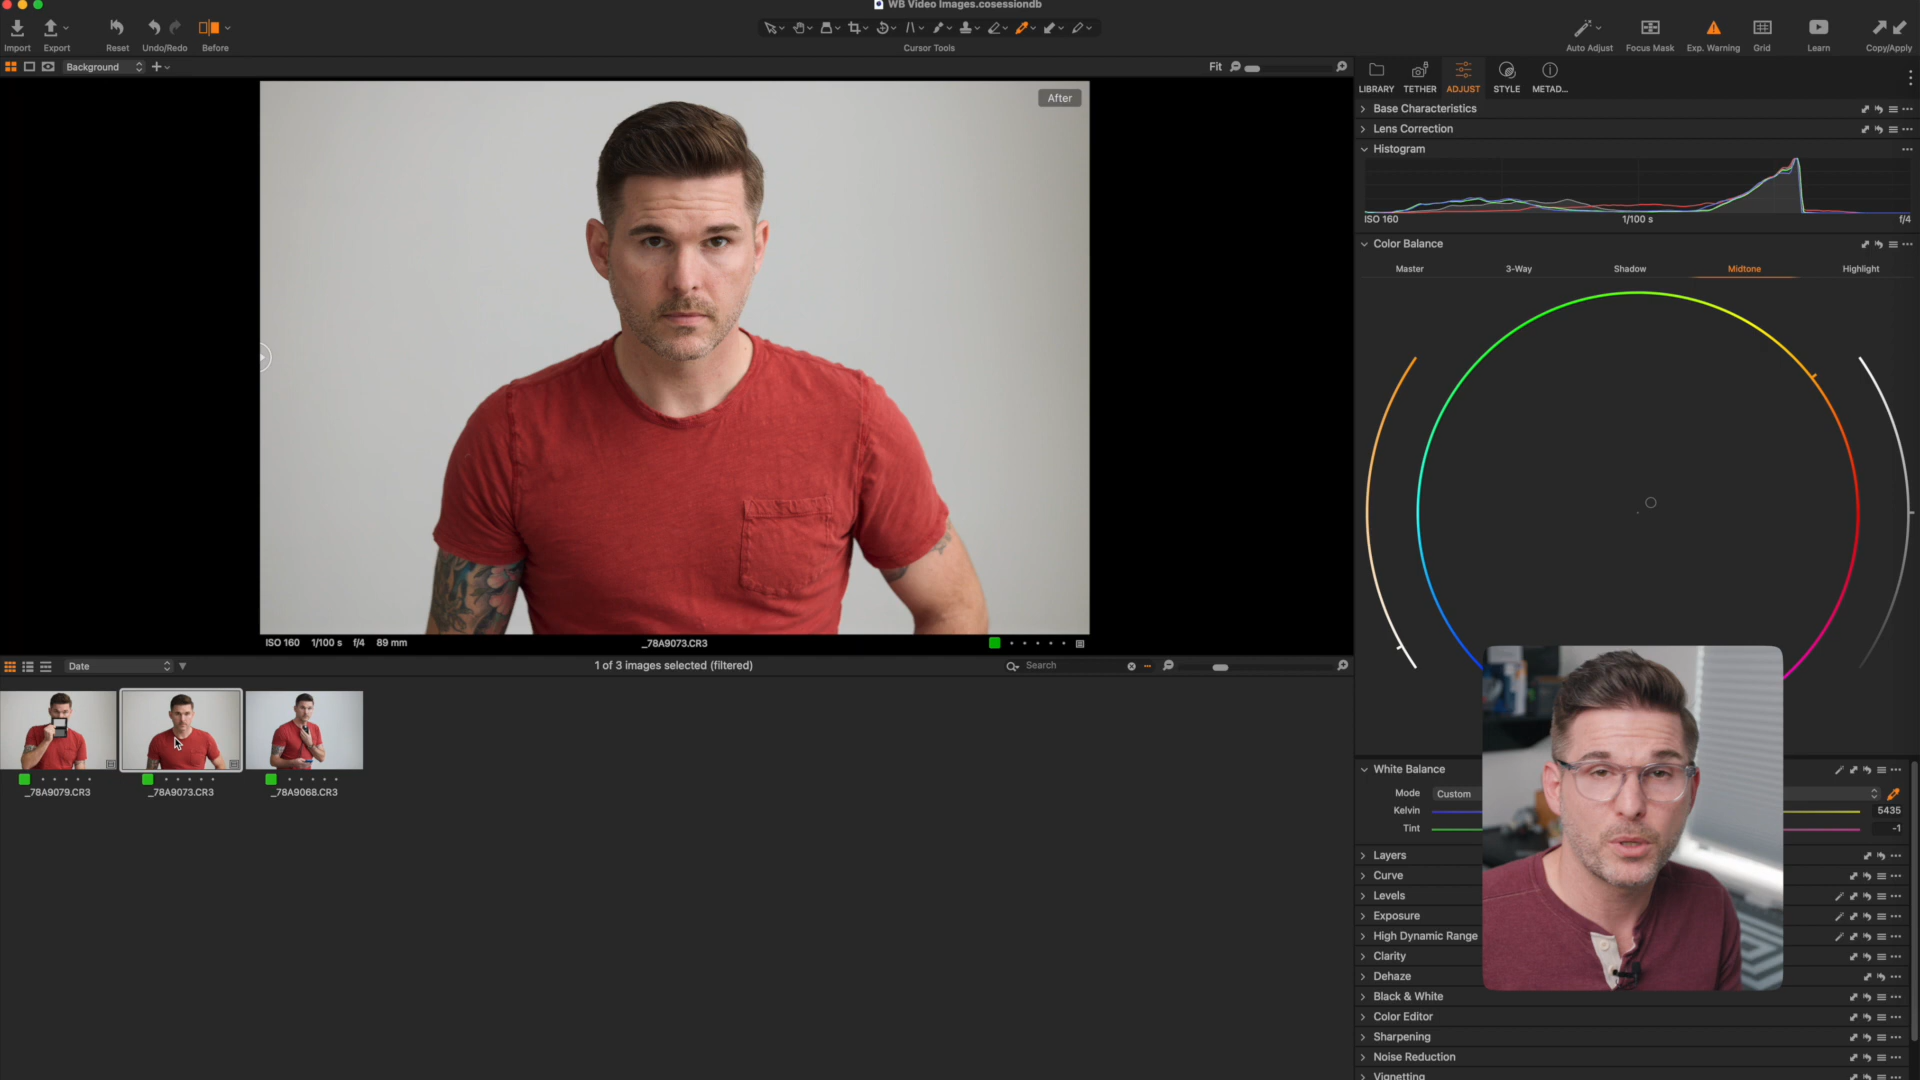 WB Video Images.cosessiondb
Import Export Reset Undo/Redo Before
Cursor Tools
Auto Adjust Focus Mask Exp. Warning Grid Learn Copy/Apply
Background
Fit
LIBRARY TETHER ADJUST STYLE METAD...
After
Base Characteristics
Lens Correction
Histogram
ISO 160 1/100 s f/4
Color Balance
Master 3-Way Shadow Midtone Highlight
ISO 160 1/100 s f/4 89 mm _78A9073.CR3
Date 1 of 3 images selected (filtered) Search
_78A9079.CR3 _78A9073.CR3 _78A9068.CR3
White Balance
Mode Custom
Kelvin 5435
Tint -1
Layers
Curve
Levels
Exposure
High Dynamic Range
Clarity
Dehaze
Black & White
Color Editor
Sharpening
Noise Reduction
Vignetting